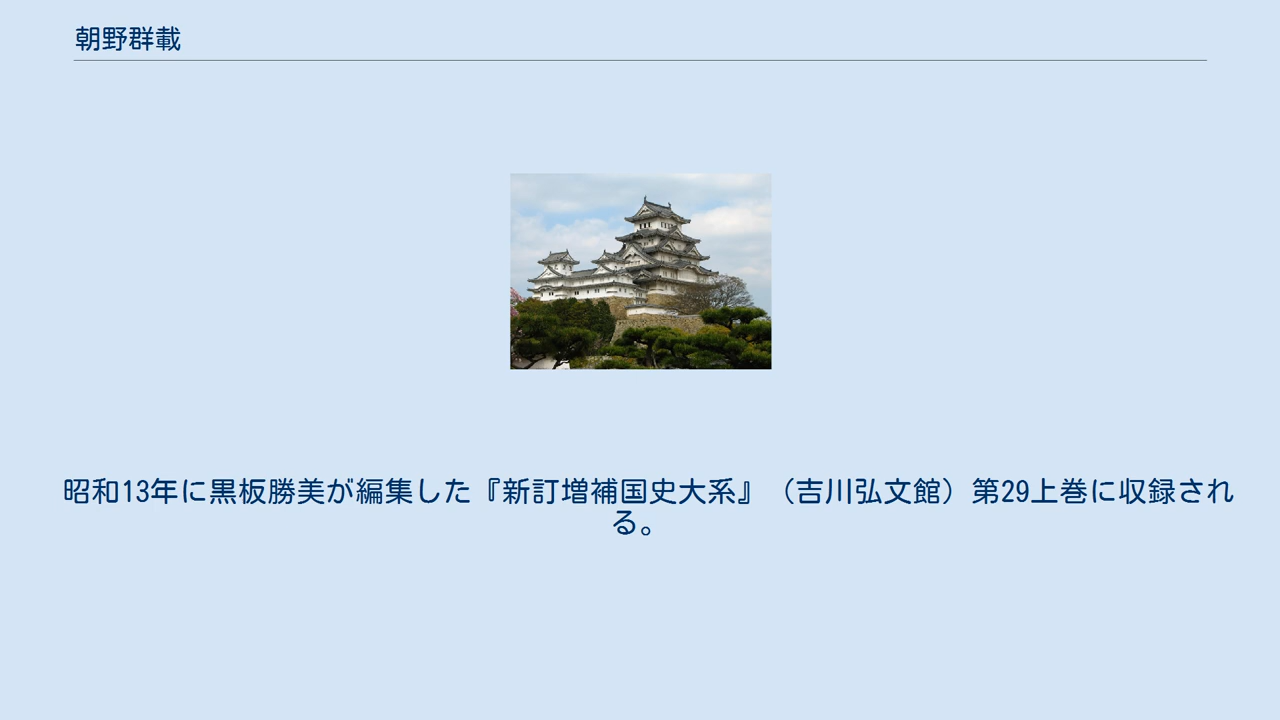 朝野群載
昭和13年に黒板勝美が編集した『新訂増補国史大系』（吉川弘文館）第29上巻に収録され
る。